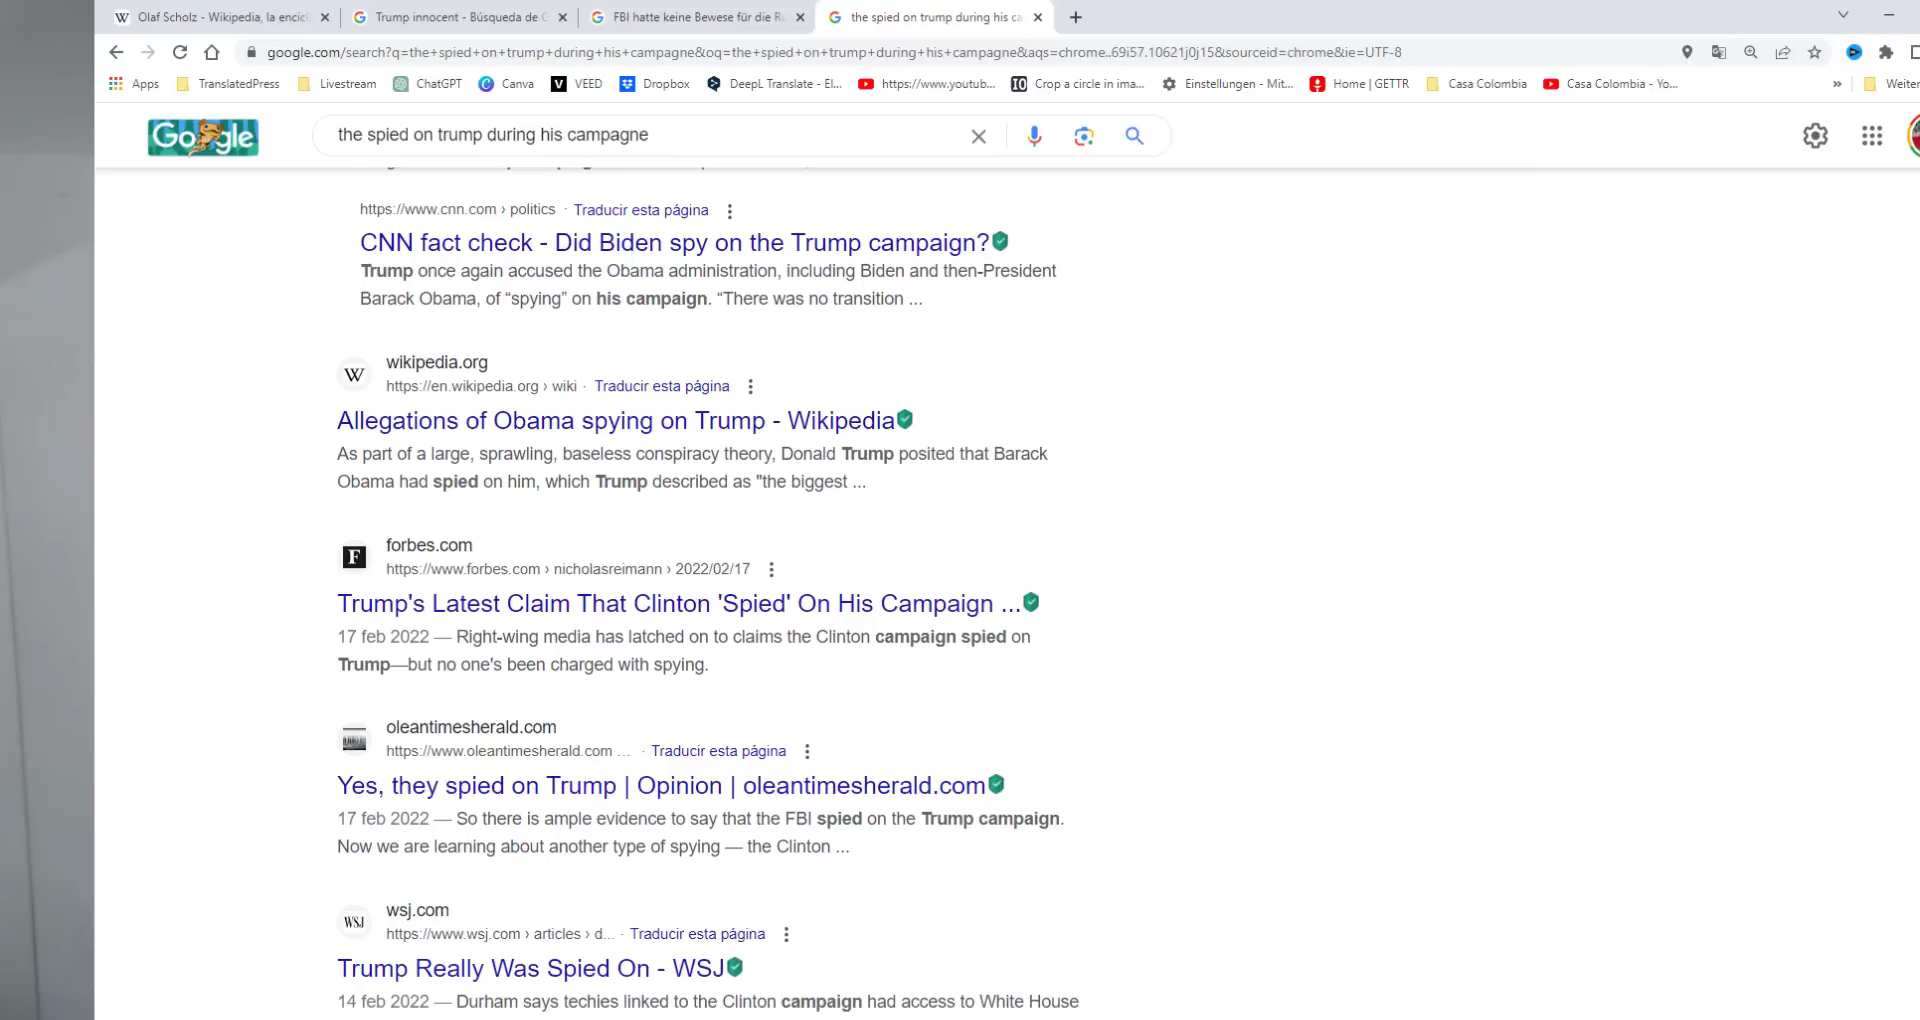 Olaf Scholz - Wikipedia, la encicl
Trump innocent - Búsqueda de G
FBI hatte keine Bewese für die Ru
the spied on trump during his ca
google.com/search?q=the+spied+on+trump+during+his+campagne&oq=the+spied+on+trump+during+his+campagne&aqs=chrome..69i57.10621j0j15&sourceid=chrome&ie=UTF-8
Apps TranslatedPress Livestream ChatGPT Canva VEED Dropbox DeepL Translate - El... https://www.youtub... Crop a circle in ima... Einstellungen - Mit... Home | GETTR Casa Colombia Casa Colombia - Yo... » Weiter
Google
the spied on trump during his campagne
https://www.cnn.com › politics · Traducir esta página
CNN fact check - Did Biden spy on the Trump campaign?
Trump once again accused the Obama administration, including Biden and then-President
Barack Obama, of “spying” on his campaign. “There was no transition ...
wikipedia.org
https://en.wikipedia.org › wiki · Traducir esta página
Allegations of Obama spying on Trump - Wikipedia
As part of a large, sprawling, baseless conspiracy theory, Donald Trump posited that Barack
Obama had spied on him, which Trump described as "the biggest ...
forbes.com
https://www.forbes.com › nicholasreimann › 2022/02/17
Trump's Latest Claim That Clinton 'Spied' On His Campaign ...
17 feb 2022 — Right-wing media has latched on to claims the Clinton campaign spied on
Trump—but no one's been charged with spying.
oleantimesherald.com
https://www.oleantimesherald.com ... · Traducir esta página
Yes, they spied on Trump | Opinion | oleantimesherald.com
17 feb 2022 — So there is ample evidence to say that the FBI spied on the Trump campaign.
Now we are learning about another type of spying — the Clinton ...
WSJ
wsj.com
https://www.wsj.com › articles › d... · Traducir esta página
Trump Really Was Spied On - WSJ
14 feb 2022 — Durham says techies linked to the Clinton campaign had access to White House